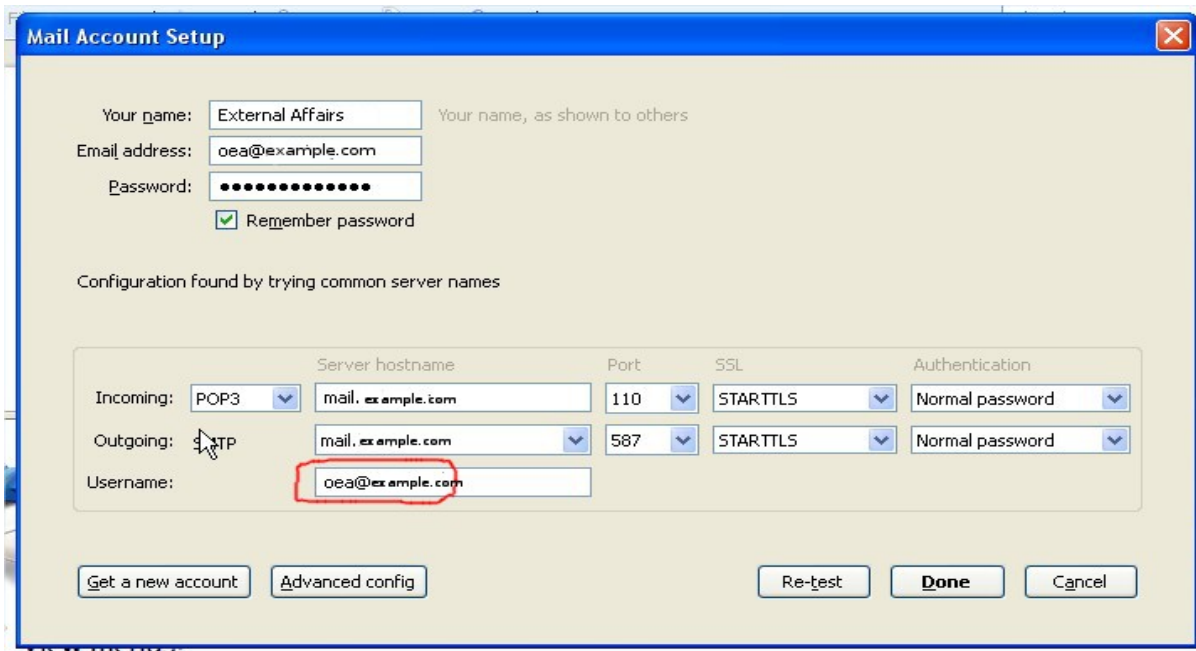 Mail Account Setup
Your name: External Affairs Your name, as shown to others
Email address: oea@example.com
Password: •••••••••••••
Remember password
Configuration found by trying common server names
Server hostname Port SSL Authentication
Incoming: POP3 mail.example.com 110 STARTTLS Normal password
Outgoing: SMTP mail.example.com 587 STARTTLS Normal password
Username: oea@example.com
Get a new account Advanced config Re-test Done Cancel